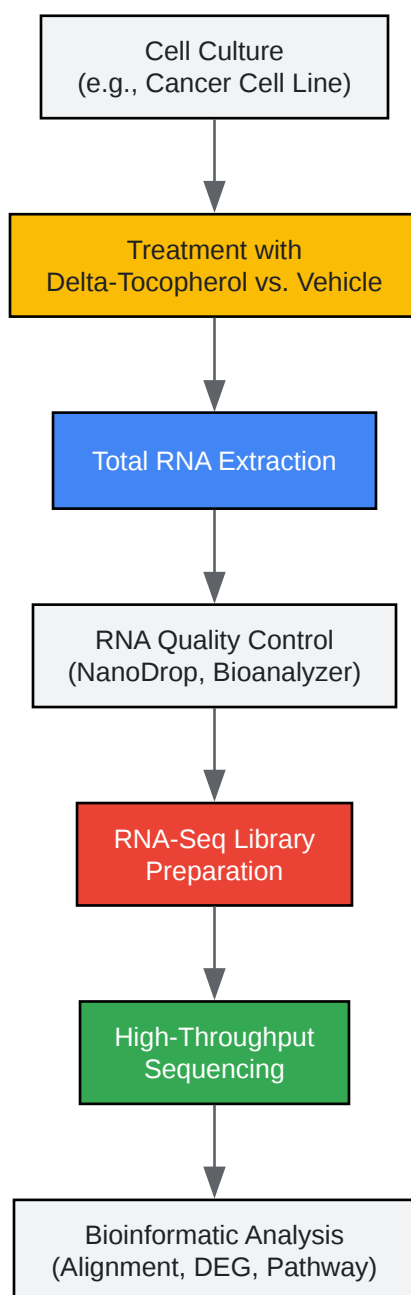 Cell Culture
(e.g., Cancer Cell Line)
Treatment with
Delta-Tocopherol vs. Vehicle
Total RNA Extraction
RNA Quality Control
(NanoDrop, Bioanalyzer)
RNA-Seq Library
Preparation
High-Throughput
Sequencing
Bioinformatic Analysis
(Alignment, DEG, Pathway)